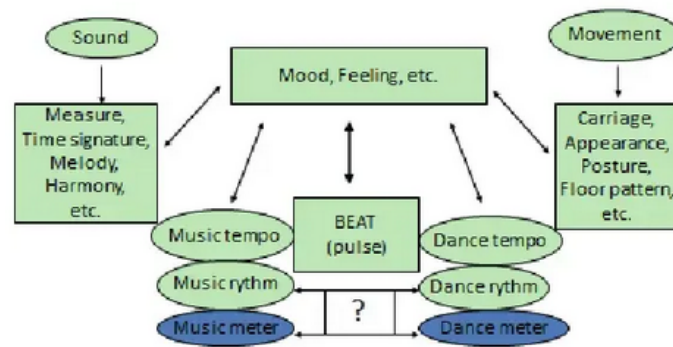 Sound
Movement
Mood, Feeling, etc.
Measure,
Time signature,
Melody,
Harmony,
etc.
Carriage,
Appearance,
Posture,
Floor pattern,
etc.
BEAT
(pulse)
Music tempo
Dance tempo
Music rythm
Dance rythm
?
Music meter
Dance meter